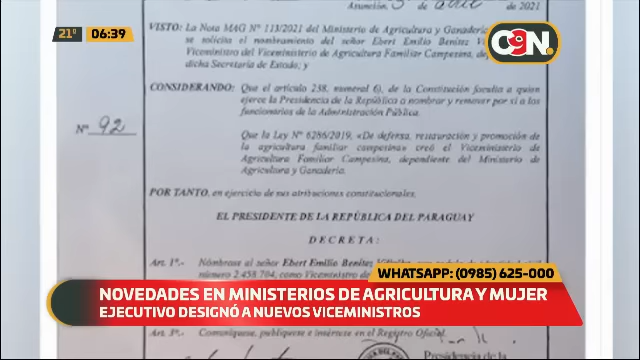 Asunción, de 2021
VISTO: La Nota MAG N° 113/2021 del Ministerio de Agricultura y Ganadería
se solicita el nombramiento del señor Ebert Emilio Benítez
Viceministro del Viceministerio de Agricultura Familiar Campesina,
dicha Secretaría de Estado; y
CONSIDERANDO: Que el artículo 238, numeral 6), de la Constitución faculta a quien
ejerce la Presidencia de la República a nombrar y remover por sí a los
funcionarios de la Administración Pública.
N° 92
Que la Ley N° 6286/2019, «De defensa, restauración y promoción de
la agricultura familiar campesina» creó el Viceministerio de
Agricultura Familiar Campesina, dependiente del Ministerio de
Agricultura y Ganadería.
POR TANTO, en ejercicio de sus atribuciones constitucionales,
EL PRESIDENTE DE LA REPÚBLICA DEL PARAGUAY
DECRETA:
Art. 1°.- Nómbrase al señor Ebert Emilio Benítez
número 2.458.704, como Viceministro
21° 06:39
C9N.
WHATSAPP: (0985) 625-000
NOVEDADES EN MINISTERIOS DE AGRICULTURA Y MUJER
EJECUTIVO DESIGNÓ A NUEVOS VICEMINISTROS
Art. 3°.- Comuníquese, publíquese e insértese en el Registro Oficial.
Presidencia de la